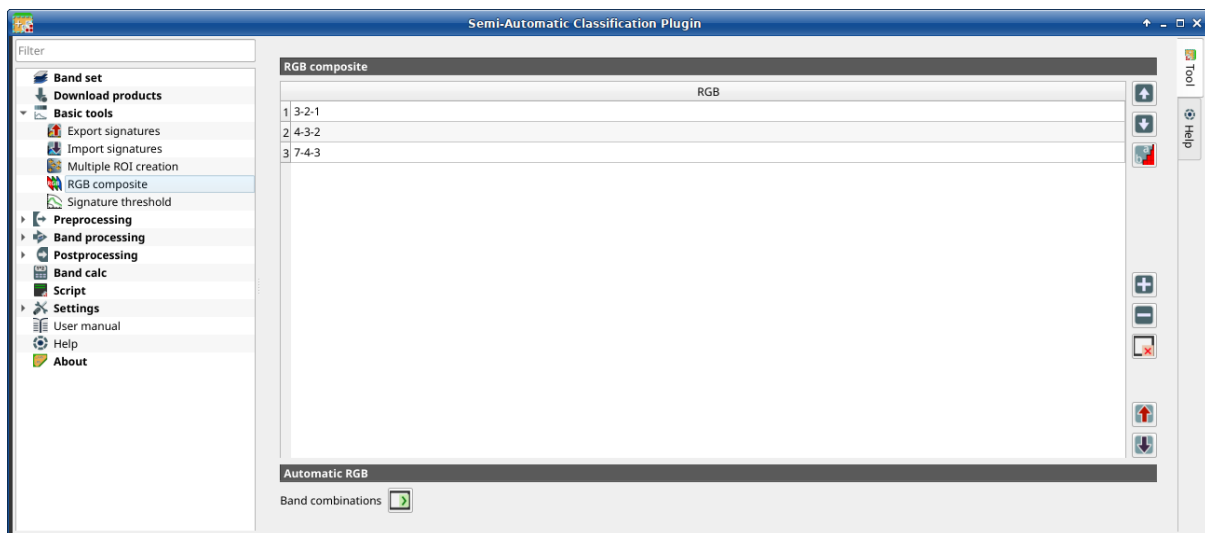 Semi-Automatic Classification Plugin
Filter
Band set
Download products
Basic tools
Export signatures
Import signatures
Multiple ROI creation
RGB composite
Signature threshold
Preprocessing
Band processing
Postprocessing
Band calc
Script
Settings
User manual
Help
About
RGB composite
RGB
1 3-2-1
2 4-3-2
3 7-4-3
Automatic RGB
Band combinations
Tool
Help